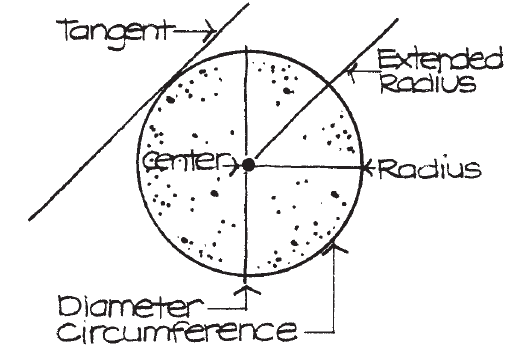 Tangent
Extended
Radius
Center
Radius
Diameter
Circumference